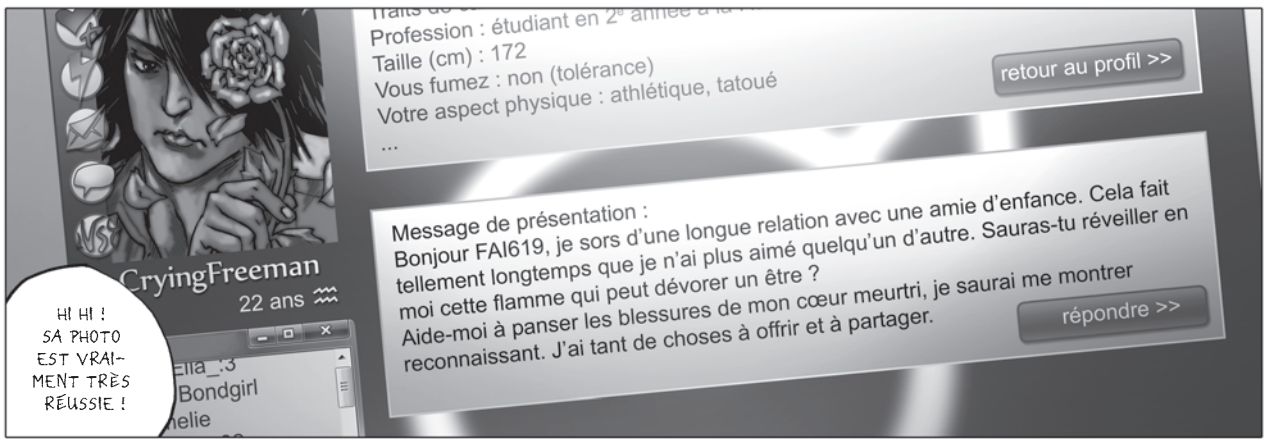 Profession : étudiant en 2e année à la
Taille (cm) : 172
Vous fumez : non (tolérance)
Votre aspect physique : athlétique, tatoué
...
retour au profil >>
Message de présentation :
Bonjour FAI619, je sors d'une longue relation avec une amie d'enfance. Cela fait
tellement longtemps que je n'ai plus aimé quelqu'un d'autre. Sauras-tu réveiller en
moi cette flamme qui peut dévorer un être ?
Aide-moi à panser les blessures de mon cœur meurtri, je saurai me montrer
reconnaissant. J'ai tant de choses à offrir et à partager.
répondre >>
CryingFreeman
22 ans
HI HI !
SA PHOTO
EST VRAI-
MENT TRÈS
RÉUSSIE !
Ella_:3
Bondgirl